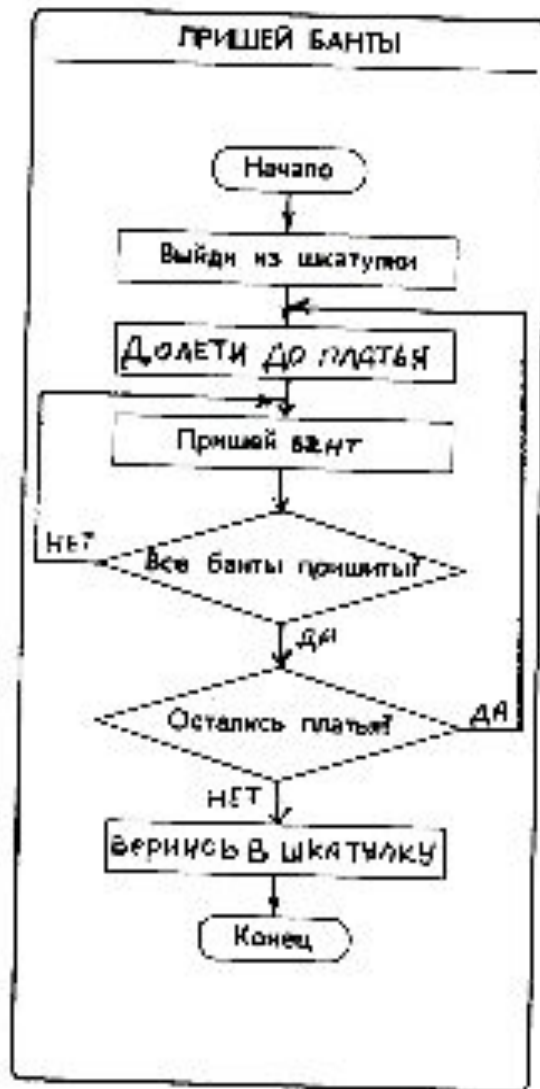 ПРИШЕЙ БАНТЫ
Начало
Выйди из шкатулки
ДОЛЕТИ ДО ПЛАТЬЯ
Пришей БАНТ
НЕТ
Все банты пришиты?
ДА
Остались платья?
ДА
НЕТ
ВЕРНИСЬ В ШКАТУЛКУ
Конец